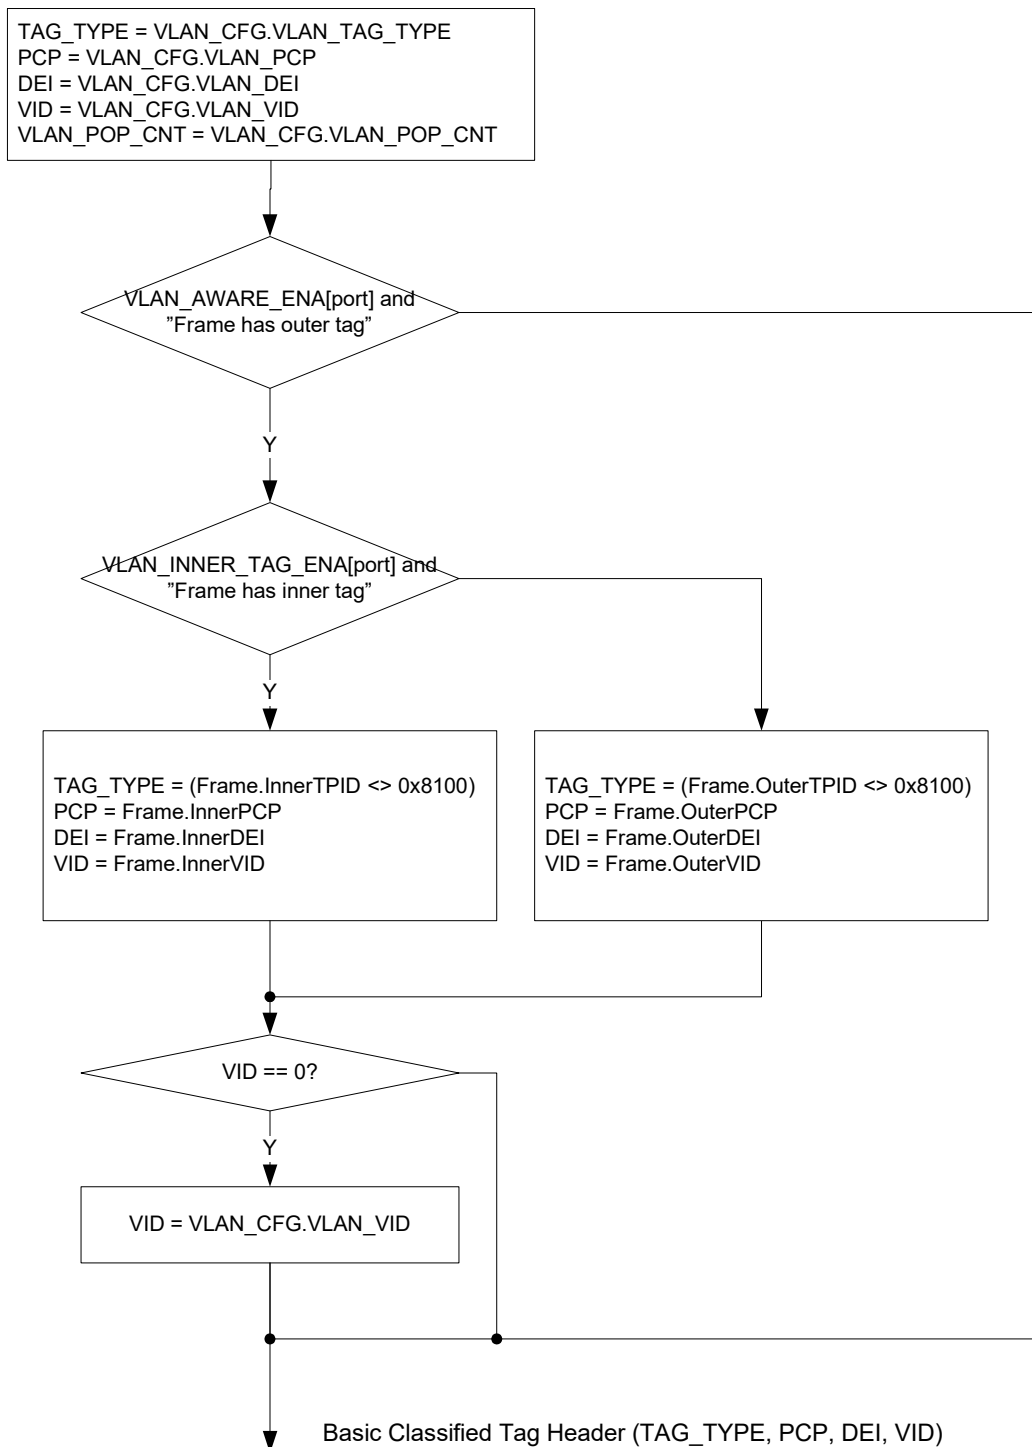 TAG_TYPE = VLAN_CFG.VLAN_TAG_TYPE
PCP = VLAN_CFG.VLAN_PCP
DEI = VLAN_CFG.VLAN_DEI
VID = VLAN_CFG.VLAN_VID
VLAN_POP_CNT = VLAN_CFG.VLAN_POP_CNT
VLAN_AWARE_ENA[port] and
”Frame has outer tag”
Y
VLAN_INNER_TAG_ENA[port] and
”Frame has inner tag”
Y
TAG_TYPE = (Frame.InnerTPID <> 0x8100)
PCP = Frame.InnerPCP
DEI = Frame.InnerDEI
VID = Frame.InnerVID
TAG_TYPE = (Frame.OuterTPID <> 0x8100)
PCP = Frame.OuterPCP
DEI = Frame.OuterDEI
VID = Frame.OuterVID
VID == 0?
Y
VID = VLAN_CFG.VLAN_VID
Basic Classified Tag Header (TAG_TYPE, PCP, DEI, VID)